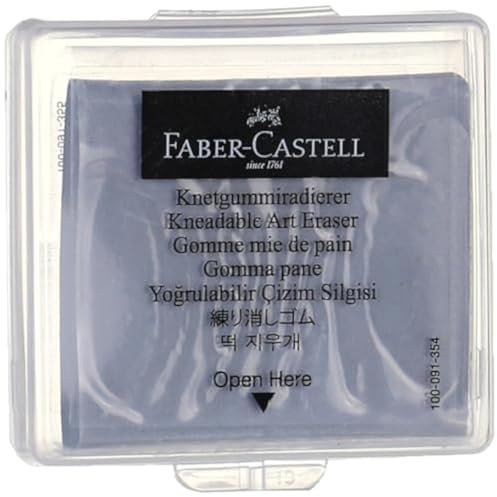 FABER-CASTELL
since 1761
Knetgummiradierer
Kneadable Art Eraser
Gomme mie de pain
Gomma pane
Yoğrulabilir Çizim Silgisi
練り消しゴム
떡 지우개
Open Here
100-091-354